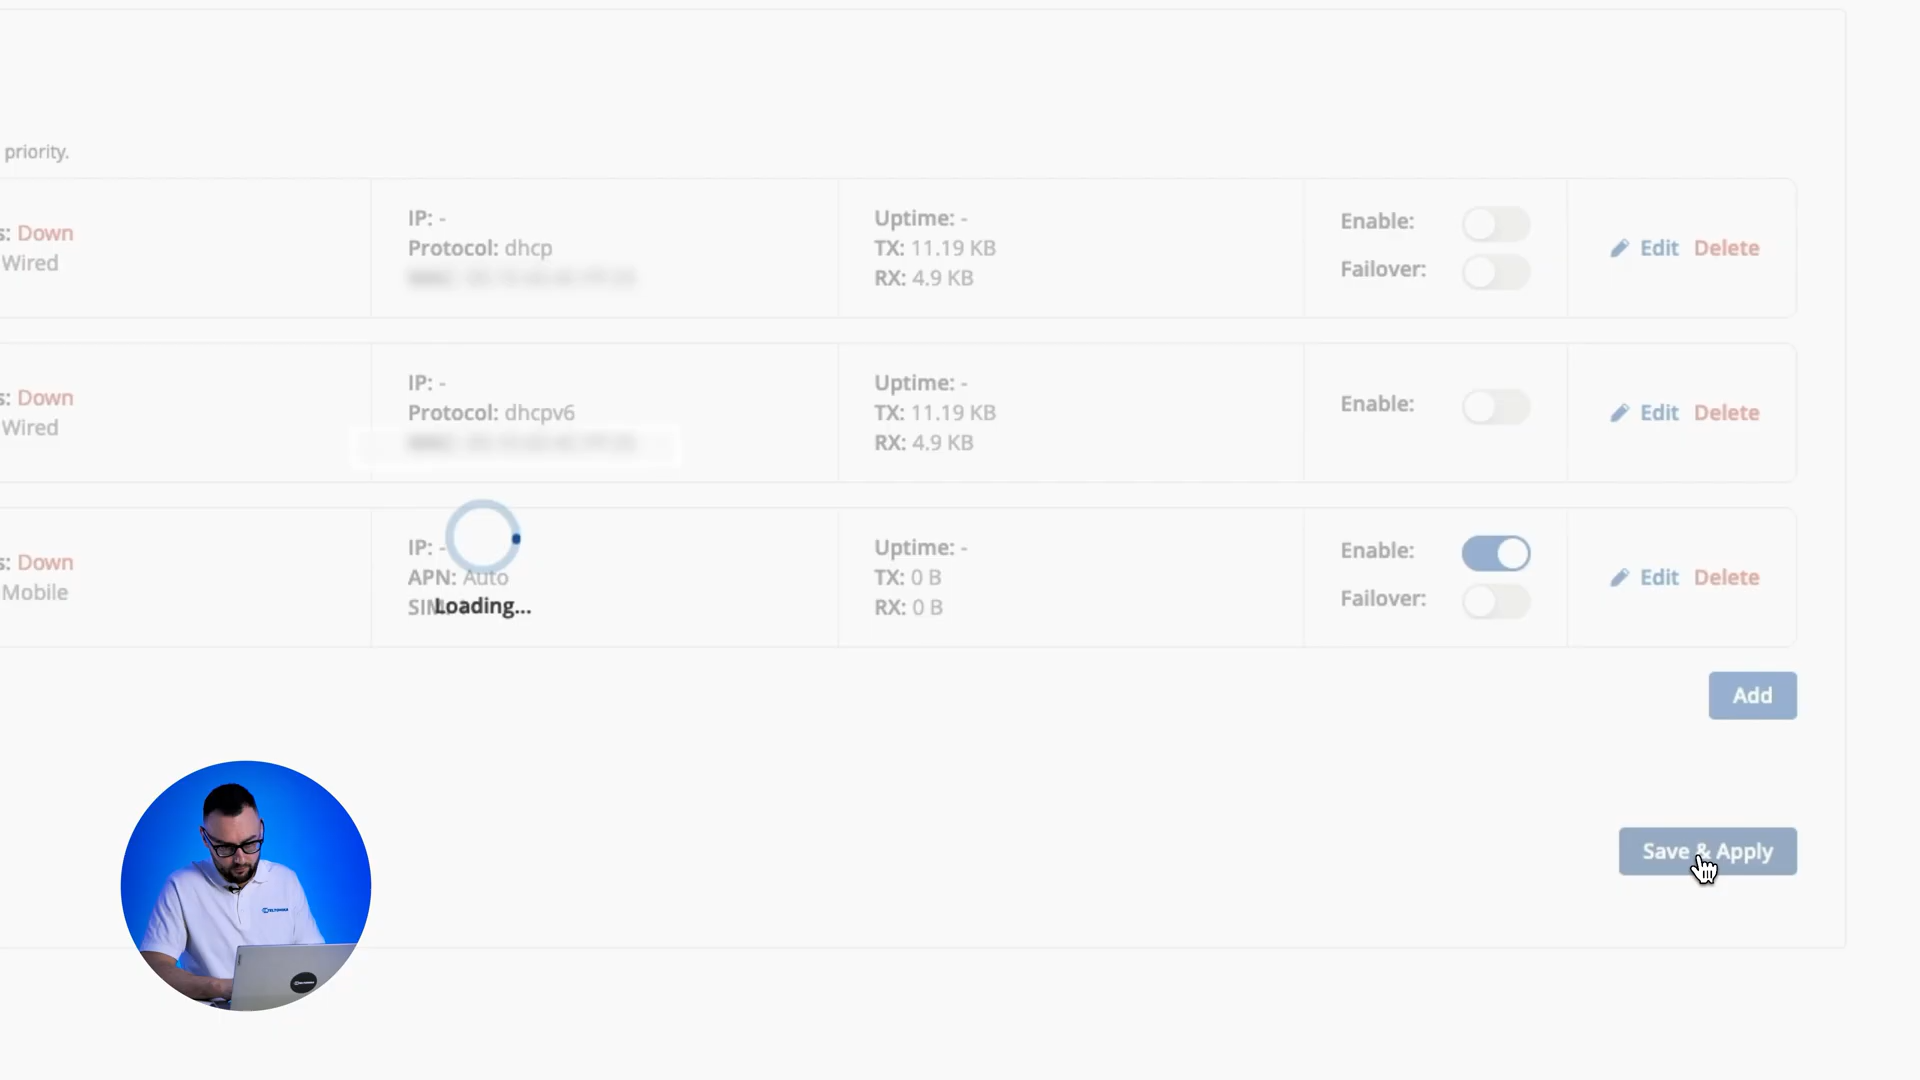 priority.
s: Down
Wired
IP: -
Protocol: dhcp
Uptime: -
TX: 11.19 KB
RX: 4.9 KB
Enable:
Failover:
Edit Delete
s: Down
Wired
IP: -
Protocol: dhcpv6
Uptime: -
TX: 11.19 KB
RX: 4.9 KB
Enable:
Edit Delete
s: Down
Mobile
IP: -
APN: Auto
SIM
Loading...
Uptime: -
TX: 0 B
RX: 0 B
Enable:
Failover:
Edit Delete
Add
Save & Apply
TELTONIKA